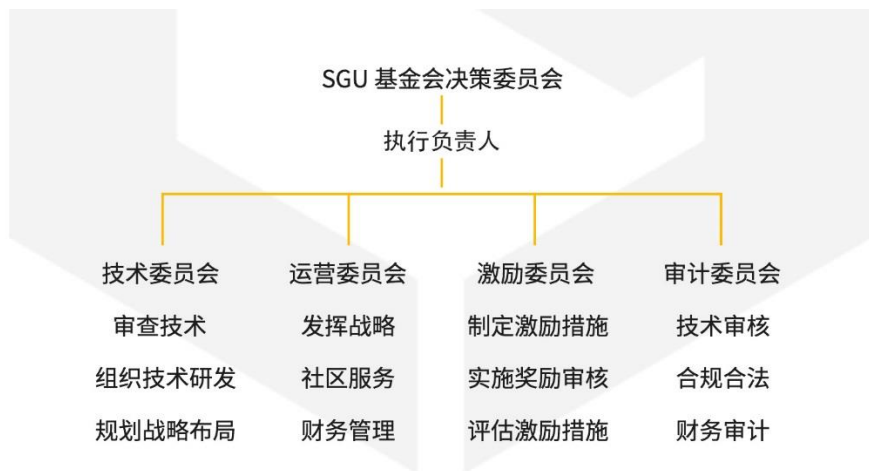 SGU 基金会决策委员会
执行负责人
技术委员会 运营委员会 激励委员会 审计委员会
审查技术 发挥战略 制定激励措施 技术审核
组织技术研发 社区服务 实施奖励审核 合规合法
规划战略布局 财务管理 评估激励措施 财务审计